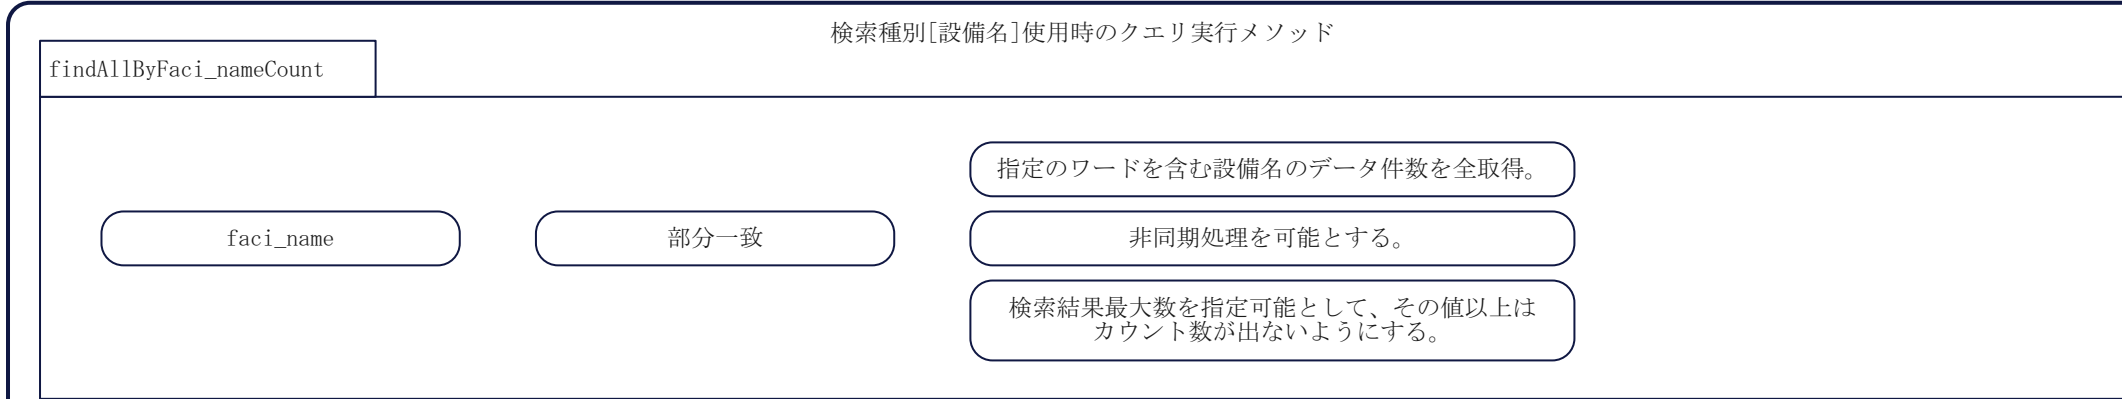 検索種別[設備名]使用時のクエリ実行メソッド
findAllByFaci_nameCount
指定のワードを含む設備名のデータ件数を全取得。
faci_name
部分一致
非同期処理を可能とする。
検索結果最大数を指定可能として、その値以上は
カウント数が出ないようにする。